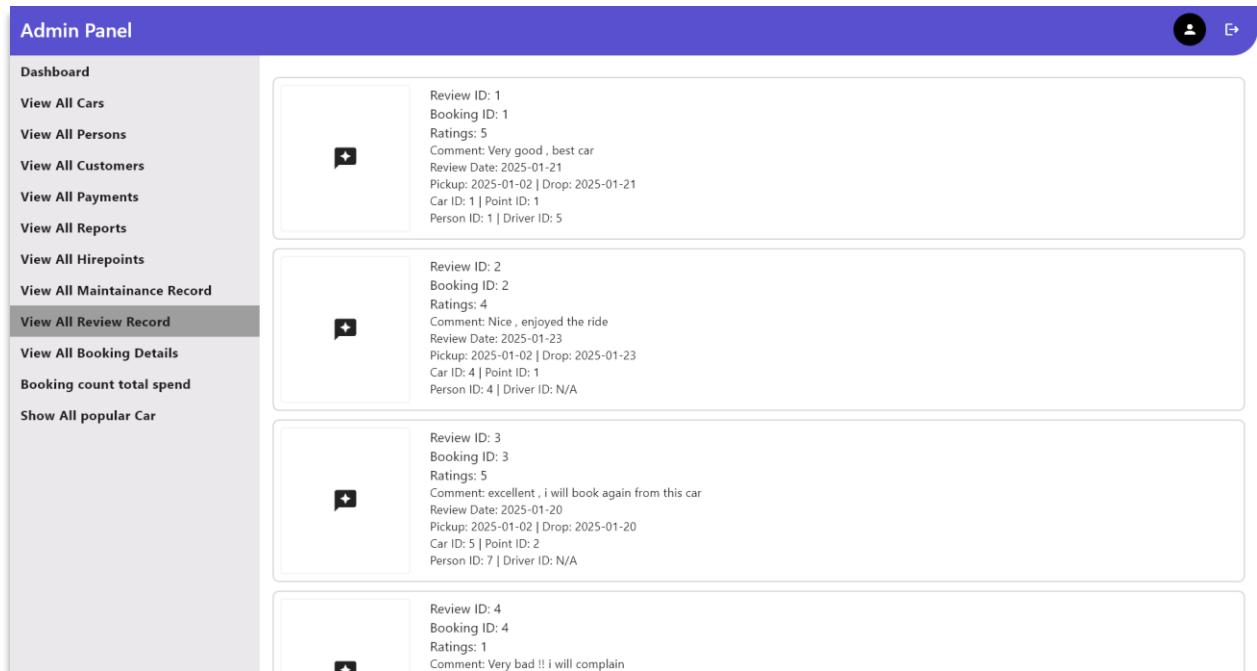 Admin Panel
Dashboard
View All Cars
View All Persons
View All Customers
View All Payments
View All Reports
View All Hirepoints
View All Maintainance Record
View All Review Record
View All Booking Details
Booking count total spend
Show All popular Car
Review ID: 1
Booking ID: 1
Ratings: 5
Comment: Very good , best car
Review Date: 2025-01-21
Pickup: 2025-01-02 | Drop: 2025-01-21
Car ID: 1 | Point ID: 1
Person ID: 1 | Driver ID: 5
Review ID: 2
Booking ID: 2
Ratings: 4
Comment: Nice , enjoyed the ride
Review Date: 2025-01-23
Pickup: 2025-01-02 | Drop: 2025-01-23
Car ID: 4 | Point ID: 1
Person ID: 4 | Driver ID: N/A
Review ID: 3
Booking ID: 3
Ratings: 5
Comment: excellent , i will book again from this car
Review Date: 2025-01-20
Pickup: 2025-01-02 | Drop: 2025-01-20
Car ID: 5 | Point ID: 2
Person ID: 7 | Driver ID: N/A
Review ID: 4
Booking ID: 4
Ratings: 1
Comment: Very bad !! i will complain